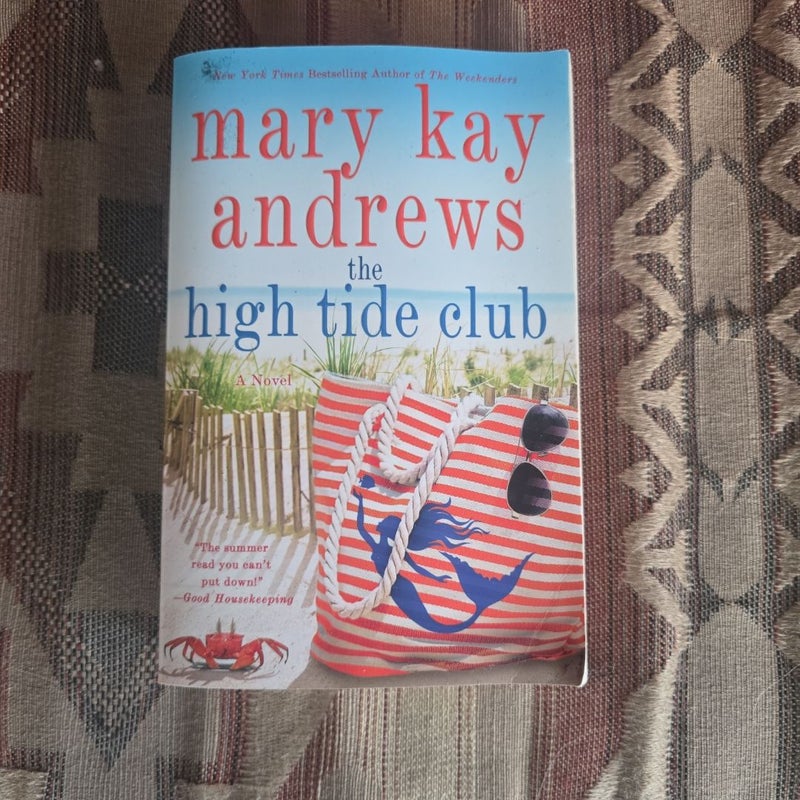 New York Times Bestselling Author of The Weekenders
mary kay
andrews
the
high tide club
A Novel
"The summer
read you can't
put down!"
—Good Housekeeping